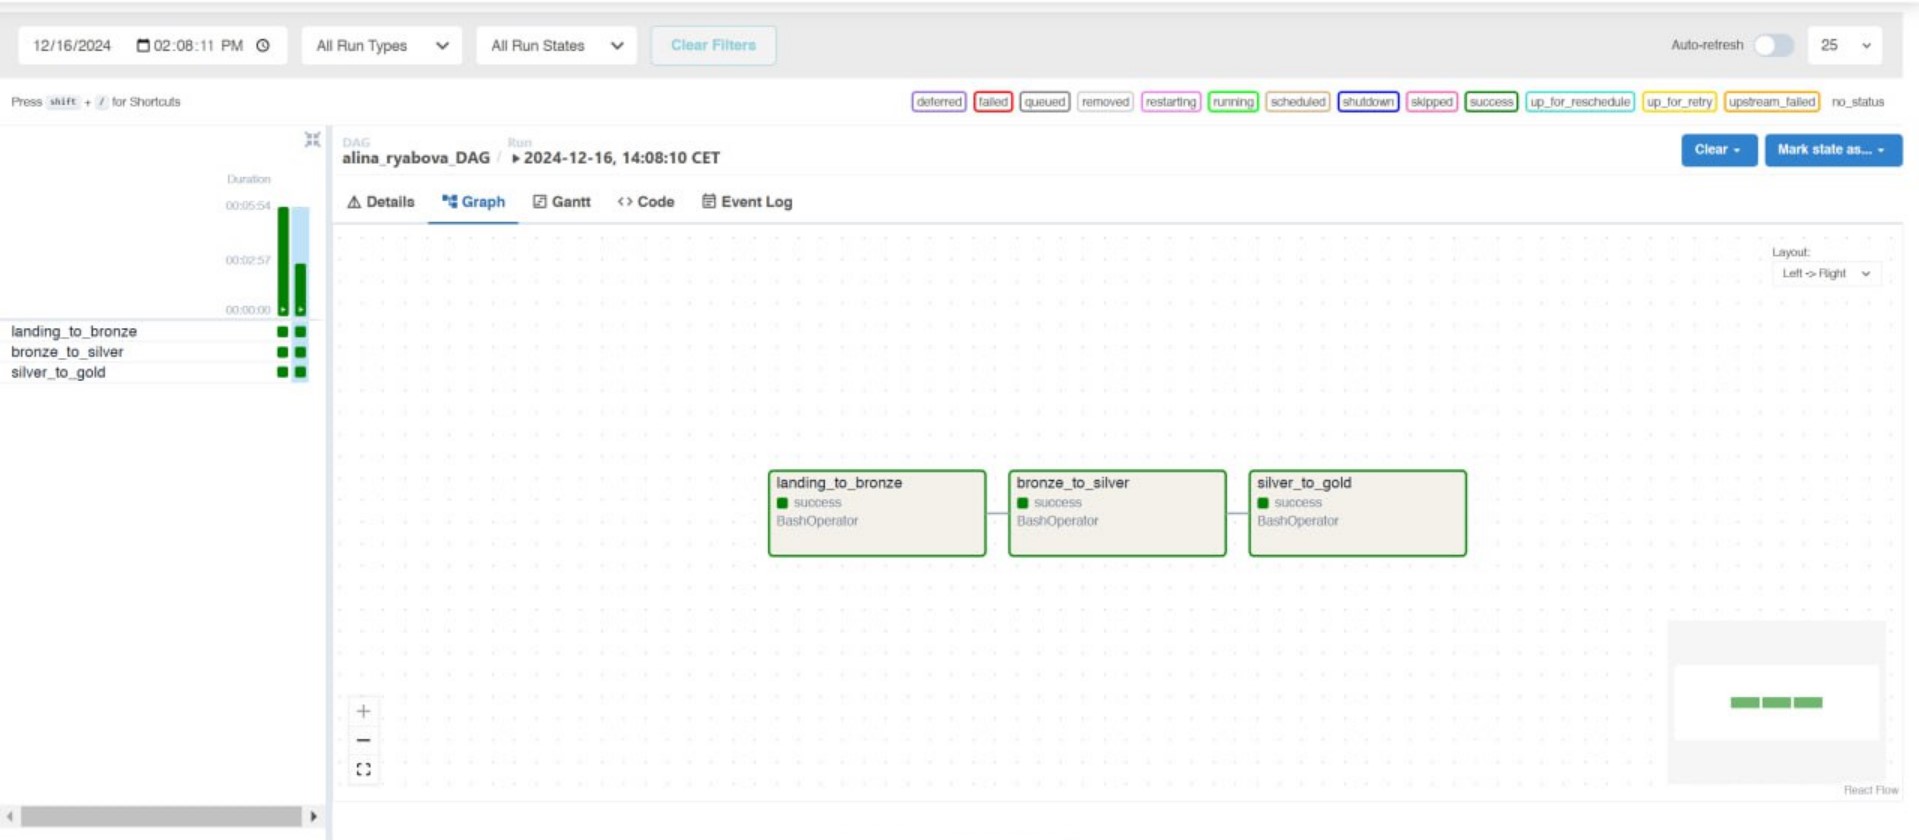 12/16/2024 02:08:11 PM All Run Types All Run States Clear Filters Auto-refresh 25
Press shift + / for Shortcuts deferred failed queued removed restarting running scheduled shutdown skipped success up_for_reschedule up_for_retry upstream_failed no_status
DAG Run
alina_ryabova_DAG / 2024-12-16, 14:08:10 CET Clear Mark state as...
Details Graph Gantt <> Code Event Log
Duration
00:05:54
00:02:57
00:00:00
landing_to_bronze
bronze_to_silver
silver_to_gold
Layout:
Left -> Right
landing_to_bronze
success
BashOperator
bronze_to_silver
success
BashOperator
silver_to_gold
success
BashOperator
React Flow